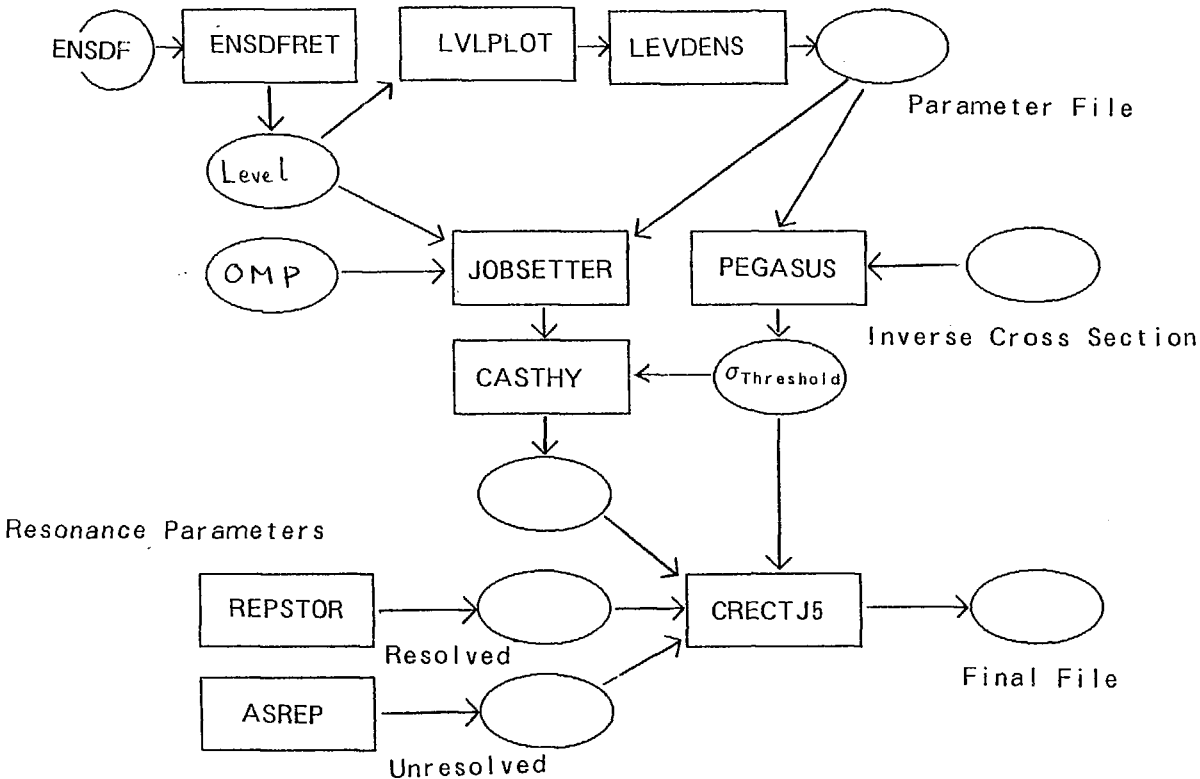 ENSDF
ENSDFRET
LVLPLOT
LEVDENS
Parameter File
Level
OMP
JOBSETTER
PEGASUS
Inverse Cross Section
CASTHY
σThreshold
Resonance Parameters
REPSTOR
Resolved
CRECTJ5
Final File
ASREP
Unresolved